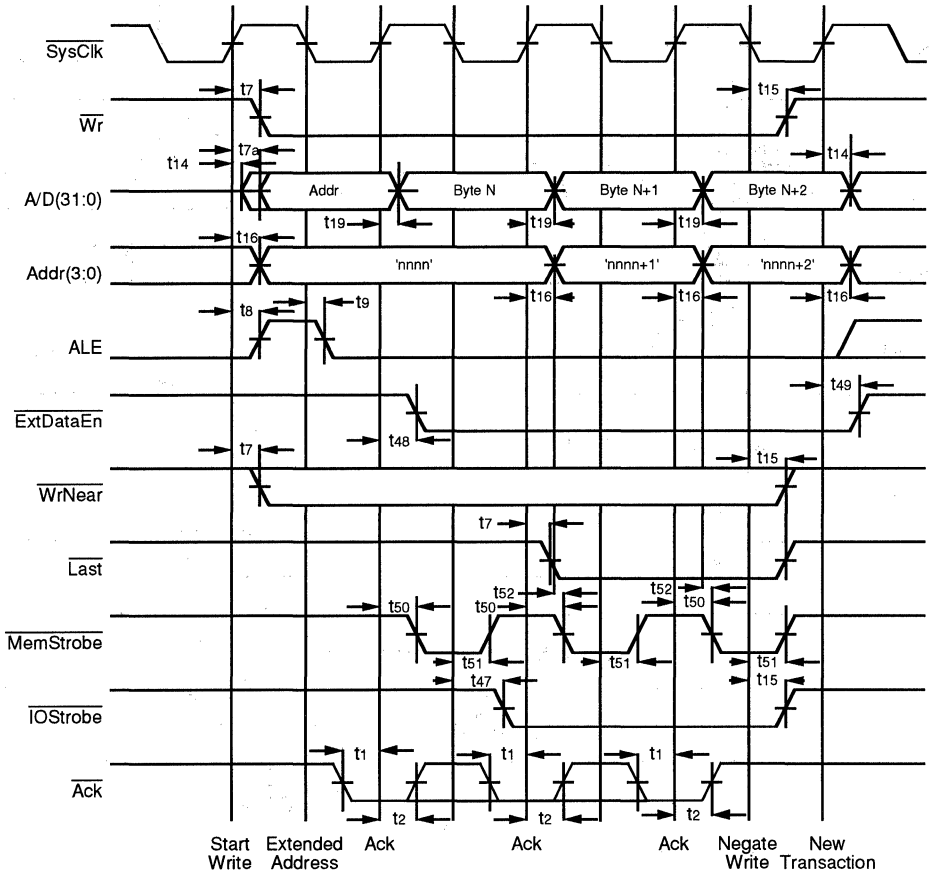 SysClk
t7
t15
Wr
t7a
t14
t14
A/D(31:0)
Addr
Byte N
Byte N+1
Byte N+2
t19
t19
t19
t16
Addr(3:0)
'nnnn'
'nnnn+1'
'nnnn+2'
t16
t16
t16
t8
t9
ALE
t49
ExtDataEn
t48
t7
t15
WrNear
t7
Last
t52
t52
t50
t50
t50
MemStrobe
t51
t51
t51
t47
t15
IOStrobe
t1
t1
t1
Ack
t2
t2
t2
Start Write
Extended Address
Ack
Ack
Ack
Negate Write
New Transaction